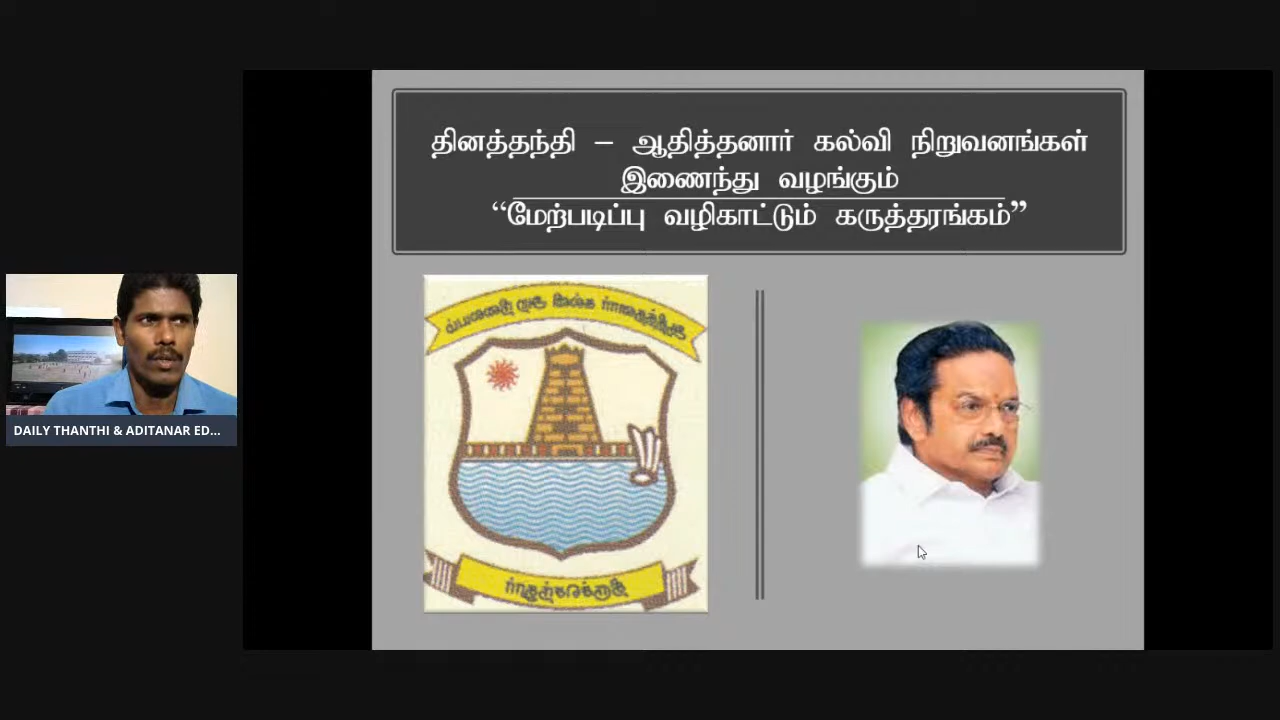 தினத்தந்தி – ஆதித்தனார் கல்வி நிறுவனங்கள்
இணைந்து வழங்கும்
“மேற்படிப்பு வழிகாட்டும் கருத்தரங்கம்”
DAILY THANTHI & ADITANAR ED...